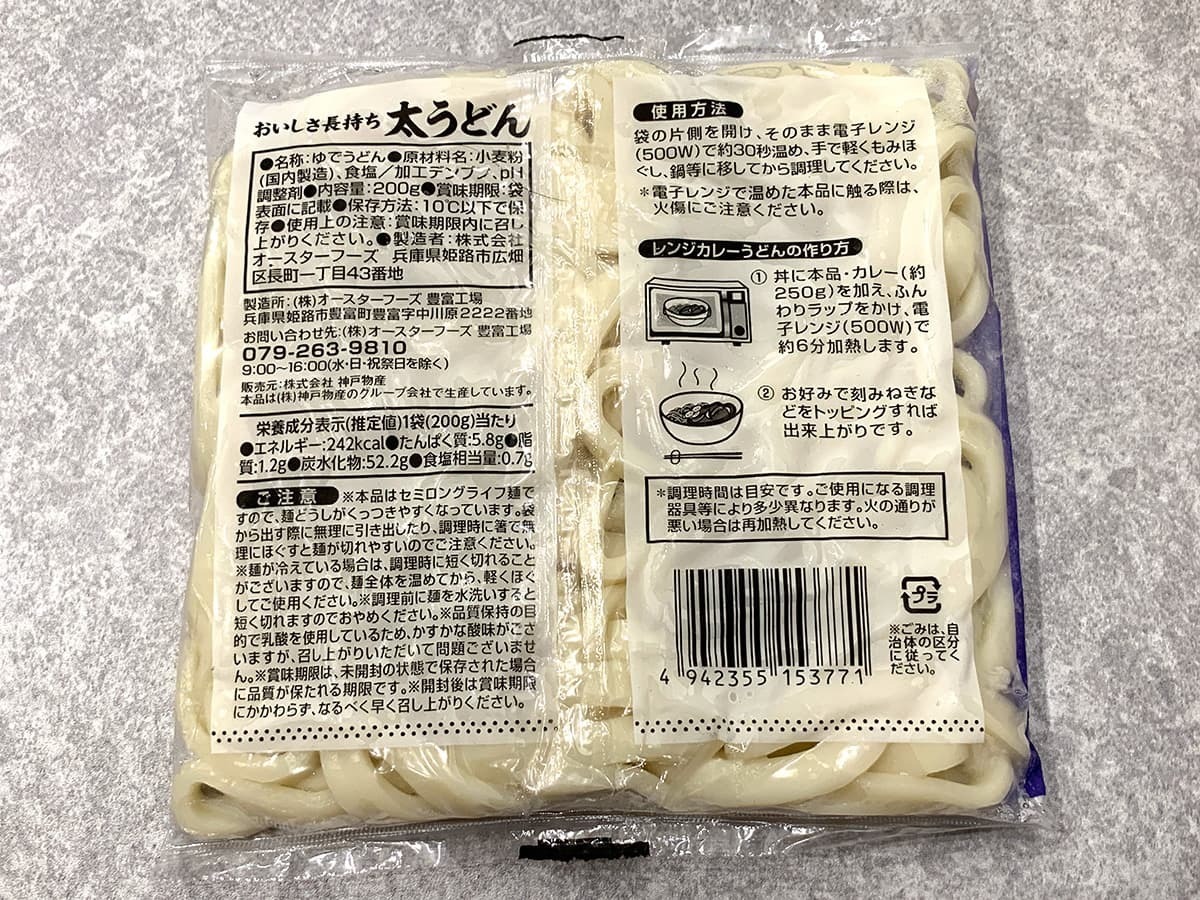 おいしさ長持ち 太うどん
●名称:ゆでうどん●原材料名:小麦粉
(国内製造)、食塩／加工デンプン、pH
調整剤●内容量:200g●賞味期限:袋
表面に記載●保存方法:10℃以下で保
存●使用上の注意:賞味期限内に召し
上がりください。●製造者:株式会社
オースターフーズ 兵庫県姫路市広畑
区長町一丁目43番地
製造所:(株)オースターフーズ 豊富工場
兵庫県姫路市豊富町豊富字中川原2222番地
お問い合わせ先:(株)オースターフーズ 豊富工場
079-263-9810
9:00～16:00(水・日・祝祭日を除く)
販売元:株式会社 神戸物産
本品は(株)神戸物産のグループ会社で生産しています。
栄養成分表示(推定値)1袋(200g)当たり
●エネルギー:242kcal●たんぱく質:5.8g●脂
質:1.2g●炭水化物:52.2g●食塩相当量:0.7g
ご注意 ※本品はセミロングライフ麺で
すので、麺どうしがくっつきやすくなっています。袋
から出す際に無理に引き出したり、調理時に箸で無
理にほぐすと麺が切れやすいのでご注意ください。
※麺が冷えている場合は、調理時に短く切れること
がございますので、麺全体を温めてから、軽くほぐ
してご使用ください。※調理前に麺を水洗いすると
短く切れますのでおやめください。※品質保持の目
的で乳酸を使用しているため、かすかな酸味がござ
いますが、召し上がりいただいて問題ございませ
ん。※賞味期限は、未開封の状態で保存された場合
に品質が保たれる期限です。※開封後は賞味期限
にかかわらず、なるべく早く召し上がりください。
使用方法
袋の片側を開け、そのまま電子レンジ
(500W)で約30秒温め、手で軽くもみほ
ぐし、鍋等に移してから調理してください。
＊電子レンジで温めた本品に触る際は、
火傷にご注意ください。
レンジカレーうどんの作り方
① 丼に本品・カレー(約
250g)を加え、ふん
わりラップをかけ、電
子レンジ(500W)で
約6分加熱します。
② お好みで刻みねぎな
どをトッピングすれば
出来上がりです。
＊調理時間は目安です。ご使用になる調理
器具等により多少異なります。火の通りが
悪い場合は再加熱してください。
4 942355 153771
プラ
※ごみは、自
治体の区分
に従ってく
ださい。